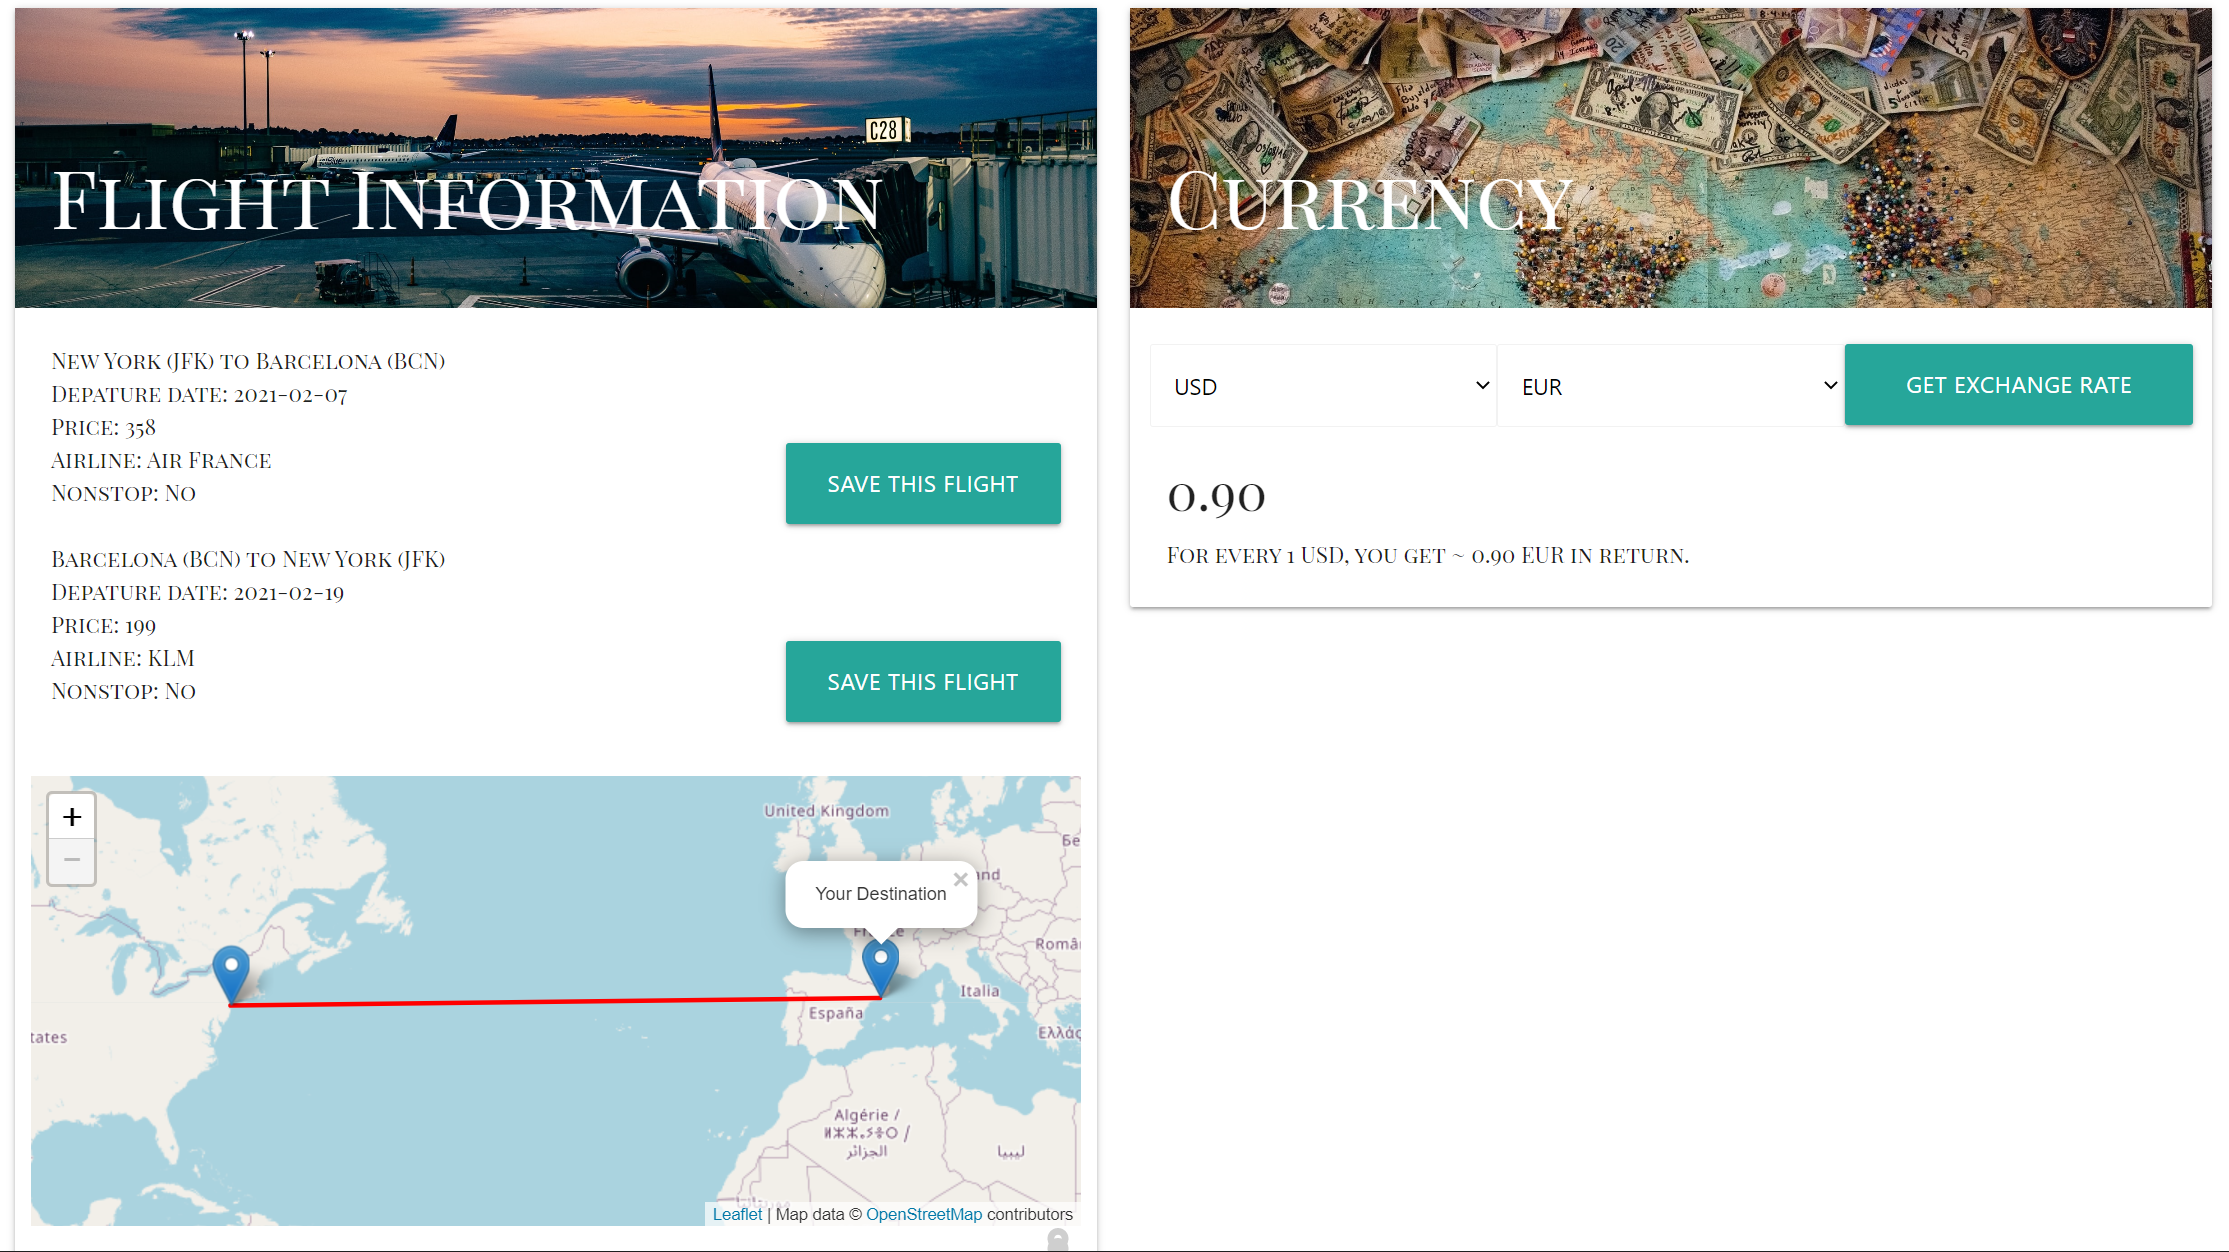 C28
Flight Information
New York (JFK) to Barcelona (BCN)
Depature date: 2021-02-07
Price: 358
Airline: Air France
Nonstop: No
SAVE THIS FLIGHT
Barcelona (BCN) to New York (JFK)
Depature date: 2021-02-19
Price: 199
Airline: KLM
Nonstop: No
SAVE THIS FLIGHT
+
−
United Kingdom
Your Destination
×
España
Italia
Româ
Ελλάς
tates
Algérie /
ⵍⵣⵣⴰⵢⴻⵔ /
الجزائر
ليبيا
Leaflet | Map data © OpenStreetMap contributors
Currency
USD
EUR
GET EXCHANGE RATE
0.90
For every 1 USD, you get ~ 0.90 EUR in return.